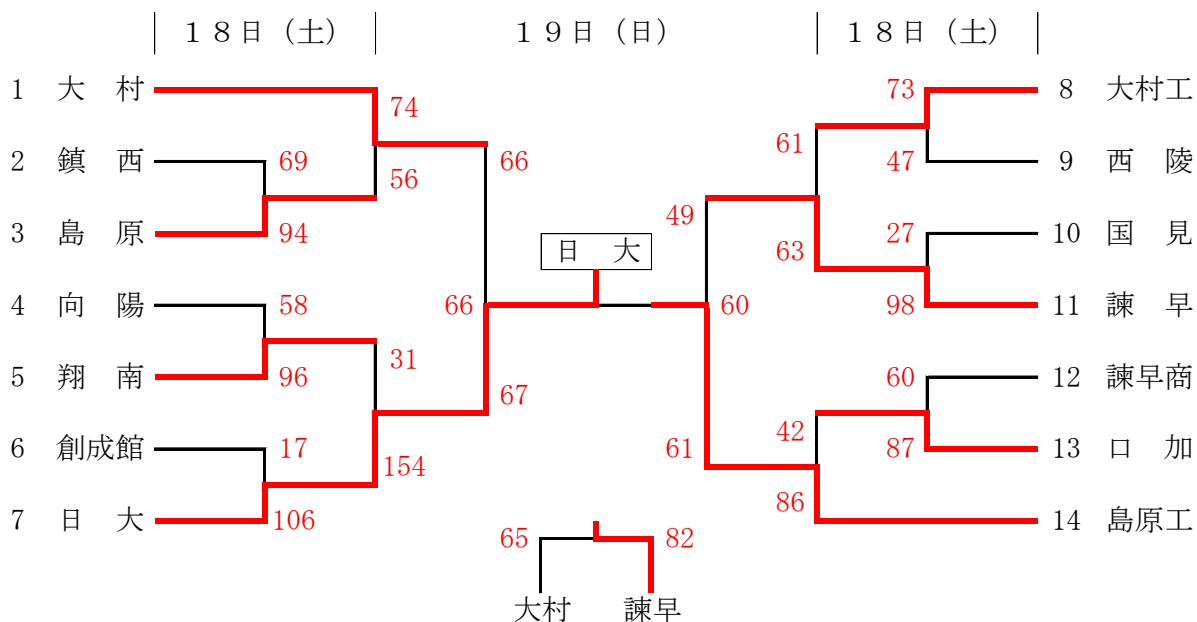 １８日（土） １９日（日） １８日（土）
1 大 村 74 73 8 大村工
66 61
2 鎮 西 69 56 47 9 西 陵
49
3 島 原 94 63 27 10 国 見
日 大
4 向 陽 58 66 60 98 11 諫 早
31
5 翔 南 96 67 60 12 諫早商
6 創成館 17 154 61 42 87 13 口 加
7 日 大 106 86 14 島原工
65 82
大村 諫早